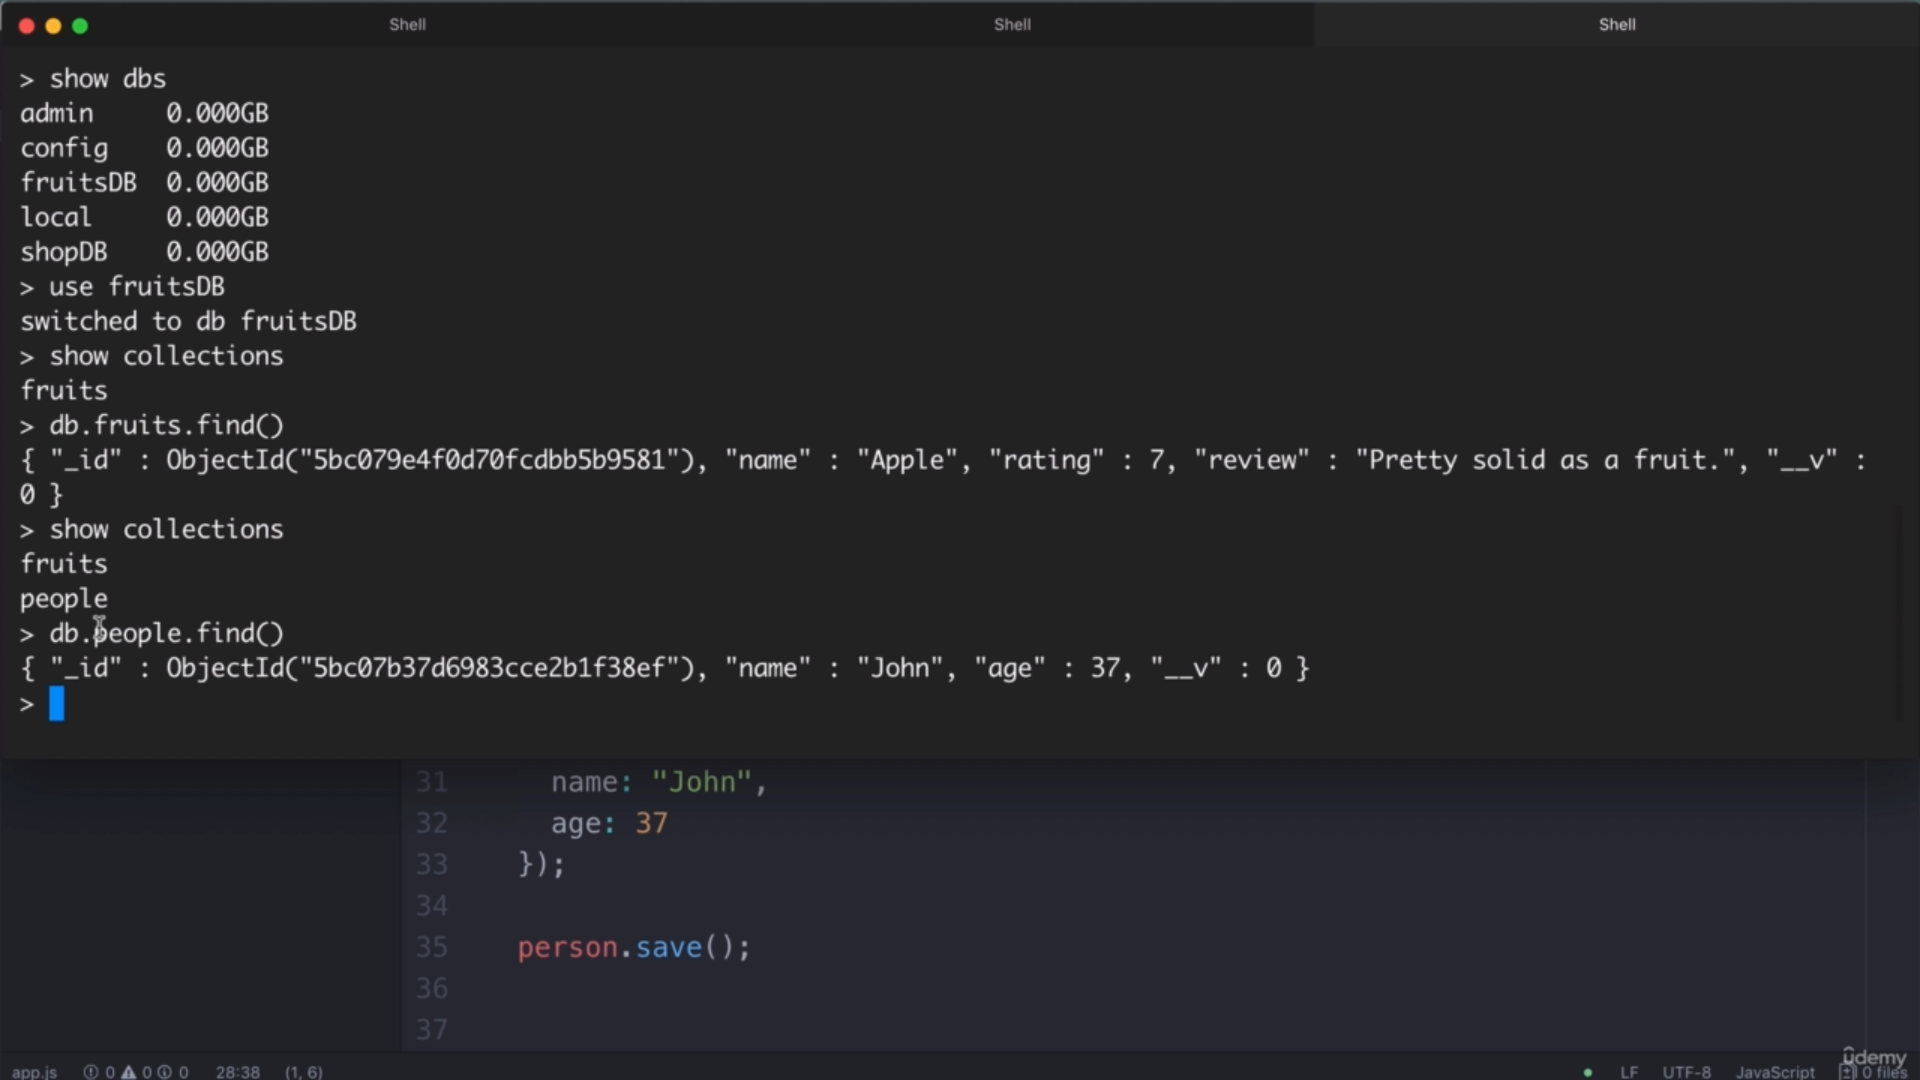 Shell Shell Shell
> show dbs
admin 0.000GB
config 0.000GB
fruitsDB 0.000GB
local 0.000GB
shopDB 0.000GB
> use fruitsDB
switched to db fruitsDB
> show collections
fruits
> db.fruits.find()
{ "_id" : ObjectId("5bc079e4f0d70fcdbb5b9581"), "name" : "Apple", "rating" : 7, "review" : "Pretty solid as a fruit.", "__v" :
0 }
> show collections
fruits
people
> db.people.find()
{ "_id" : ObjectId("5bc07b37d6983cce2b1f38ef"), "name" : "John", "age" : 37, "__v" : 0 }
>
31 name: "John",
32 age: 37
33 });
34
35 person.save();
36
37
app.js 0 0 0 28:38 (1, 6) LF UTF-8 JavaScript 0 files
ûdemy